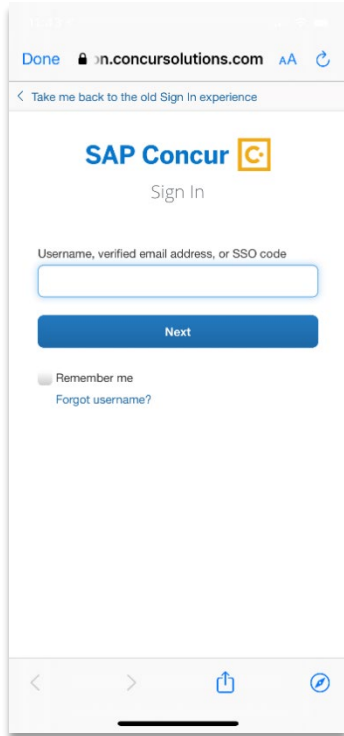 Done on.concursolutions.com AA
Take me back to the old Sign In experience
SAP Concur C
Sign In
Username, verified email address, or SSO code
Next
Remember me
Forgot username?